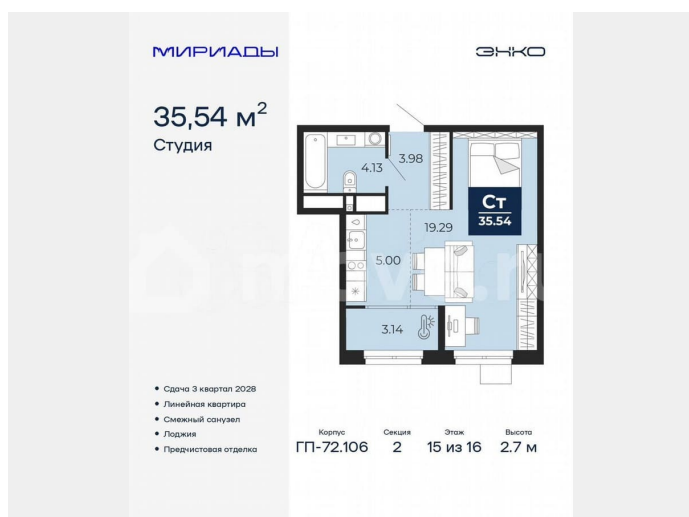 МИРИАДЫ
ЭНКО
35,54 м²
Студия
4.13
3.98
Ст
35.54
19.29
5.00
3.14
• Сдача 3 квартал 2028
• Линейная квартира
• Смежный санузел
• Лоджия
• Предчистовая отделка
Корпус Секция Этаж Высота
ГП-72.106 2 15 из 16 2.7 м